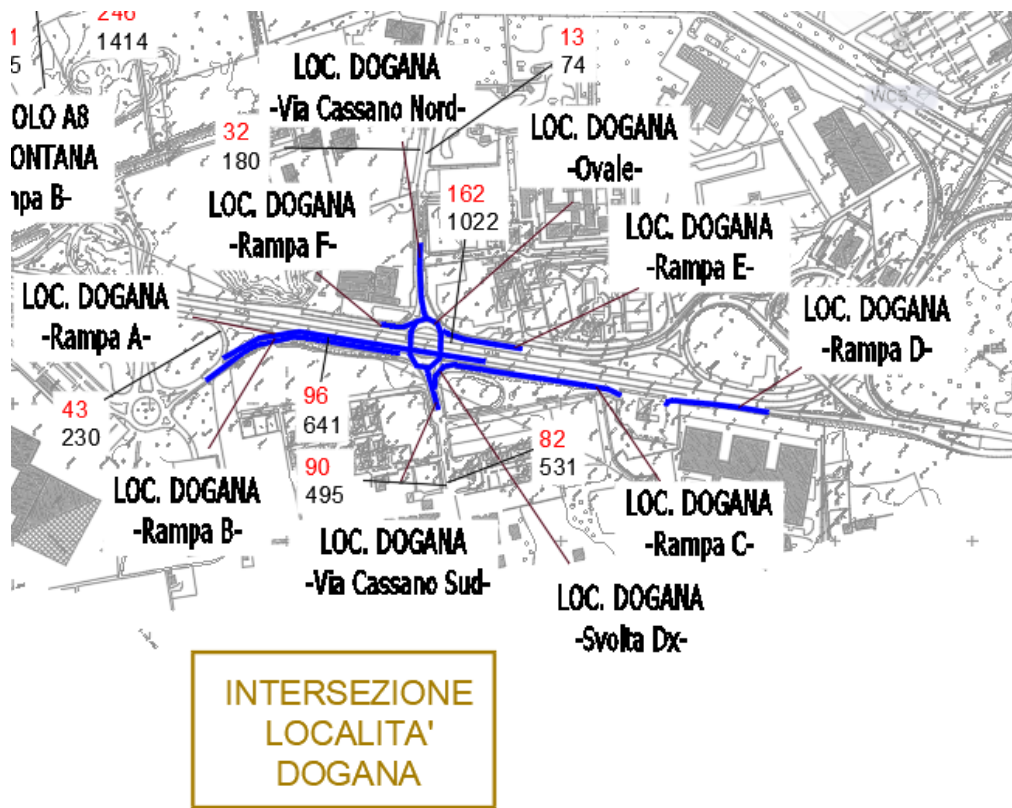 246
1414
1
5
OLO A8
ONTANA
npa B-
LOC. DOGANA
-Via Cassano Nord-
13
74
32
180
LOC. DOGANA
-Ovale-
WCS
LOC. DOGANA
-Rampa F-
162
1022
LOC. DOGANA
-Rampa E-
LOC. DOGANA
-Rampa A-
LOC. DOGANA
-Rampa D-
43
230
96
641
90
495
82
531
LOC. DOGANA
-Rampa B-
LOC. DOGANA
-Via Cassano Sud-
LOC. DOGANA
-Rampa C-
LOC. DOGANA
-Svolta Dx-
INTERSEZIONE
LOCALITA'
DOGANA